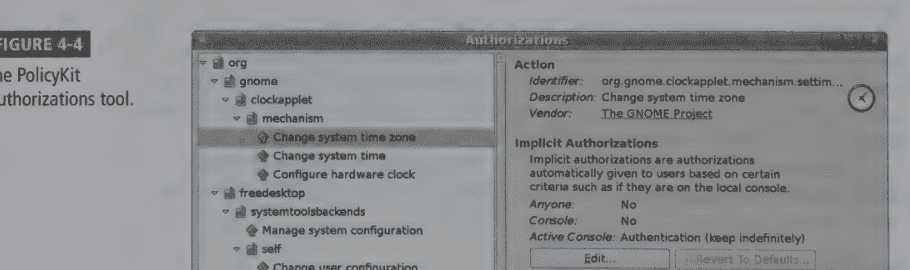 FIGURE 4-4
The PolicyKit
Authorizations tool.
Authorizations
org
gnome
clockapplet
mechanism
Change system time zone
Change system time
Configure hardware clock
freedesktop
systemtoolsbackends
Manage system configuration
self
Change user configuration
Action
Identifier: org.gnome.clockapplet.mechanism.settim...
Description: Change system time zone
Vendor: The GNOME Project
Implicit Authorizations
Implicit authorizations are authorizations
automatically given to users based on certain
criteria such as if they are on the local console.
Anyone: No
Console: No
Active Console: Authentication (keep indefinitely)
Edit... Revert To Defaults...